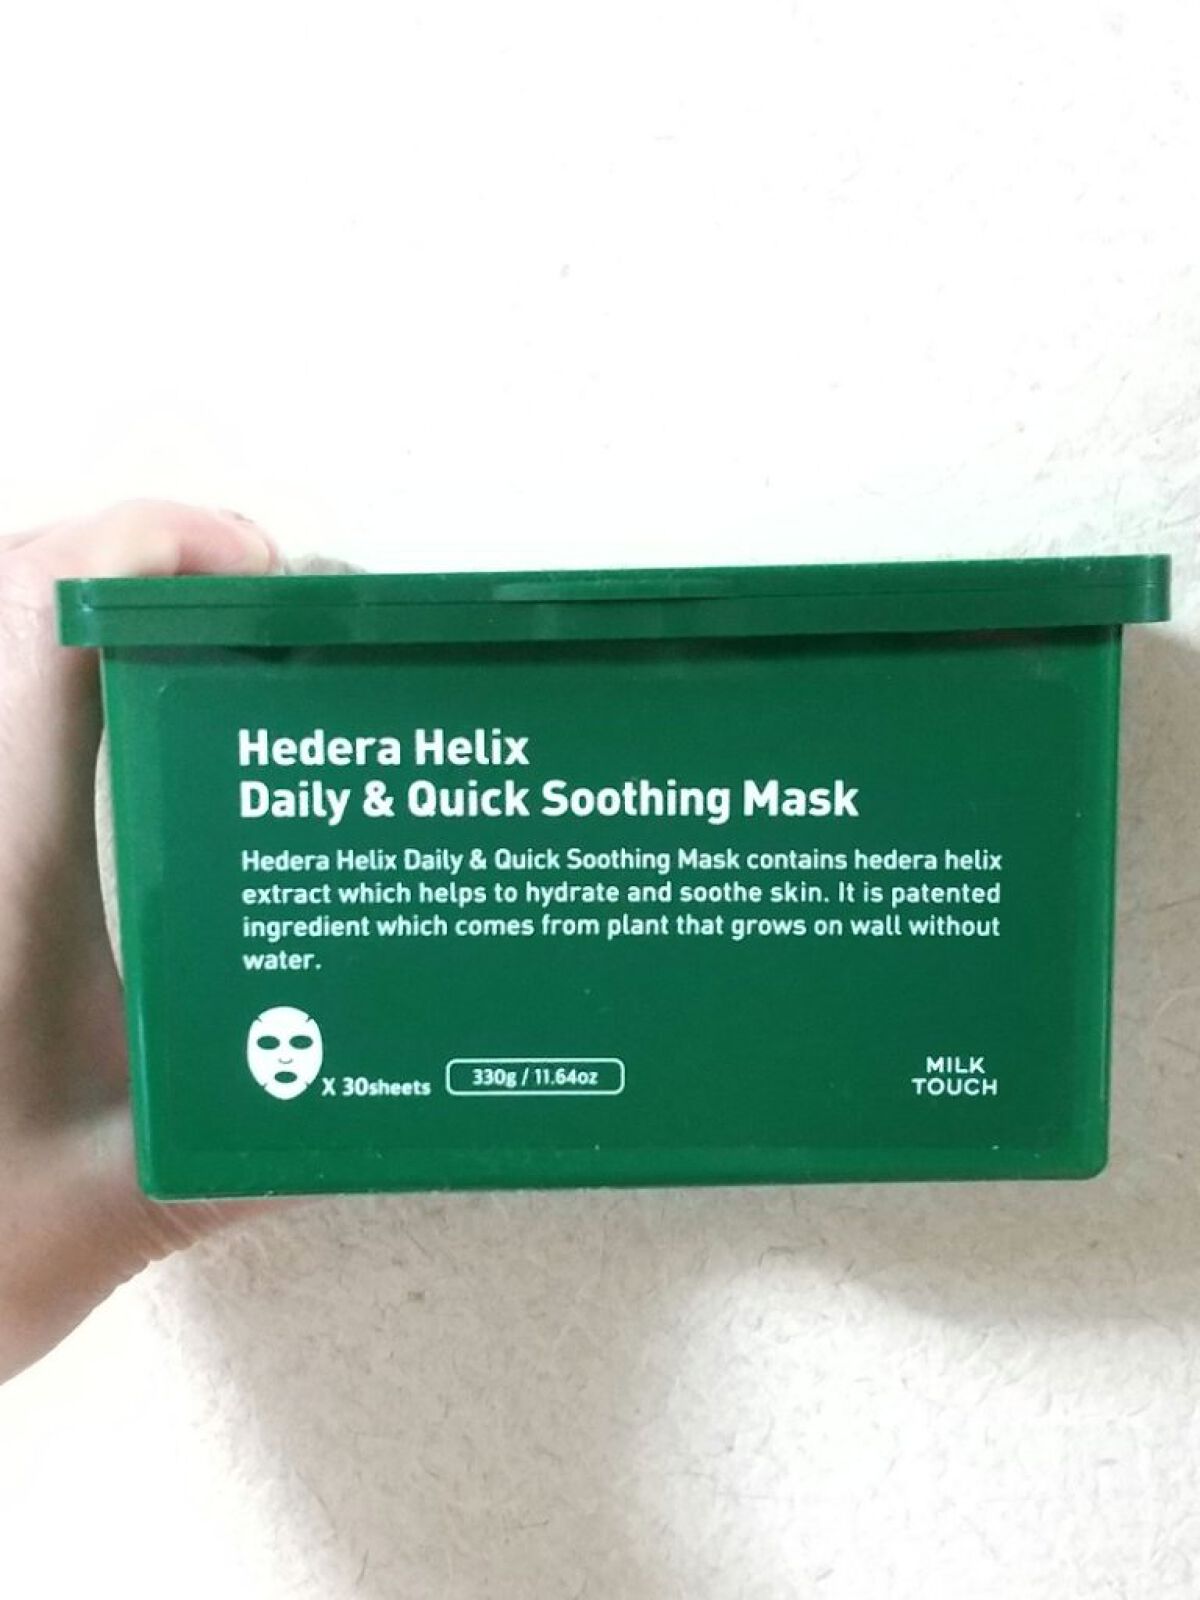 Hedera Helix
Daily & Quick Soothing Mask
Hedera Helix Daily & Quick Soothing Mask contains hedera helix
extract which helps to hydrate and soothe skin. It is patented
ingredient which comes from plant that grows on wall without
water.
X 30sheets 330g / 11.64oz
MILK
TOUCH